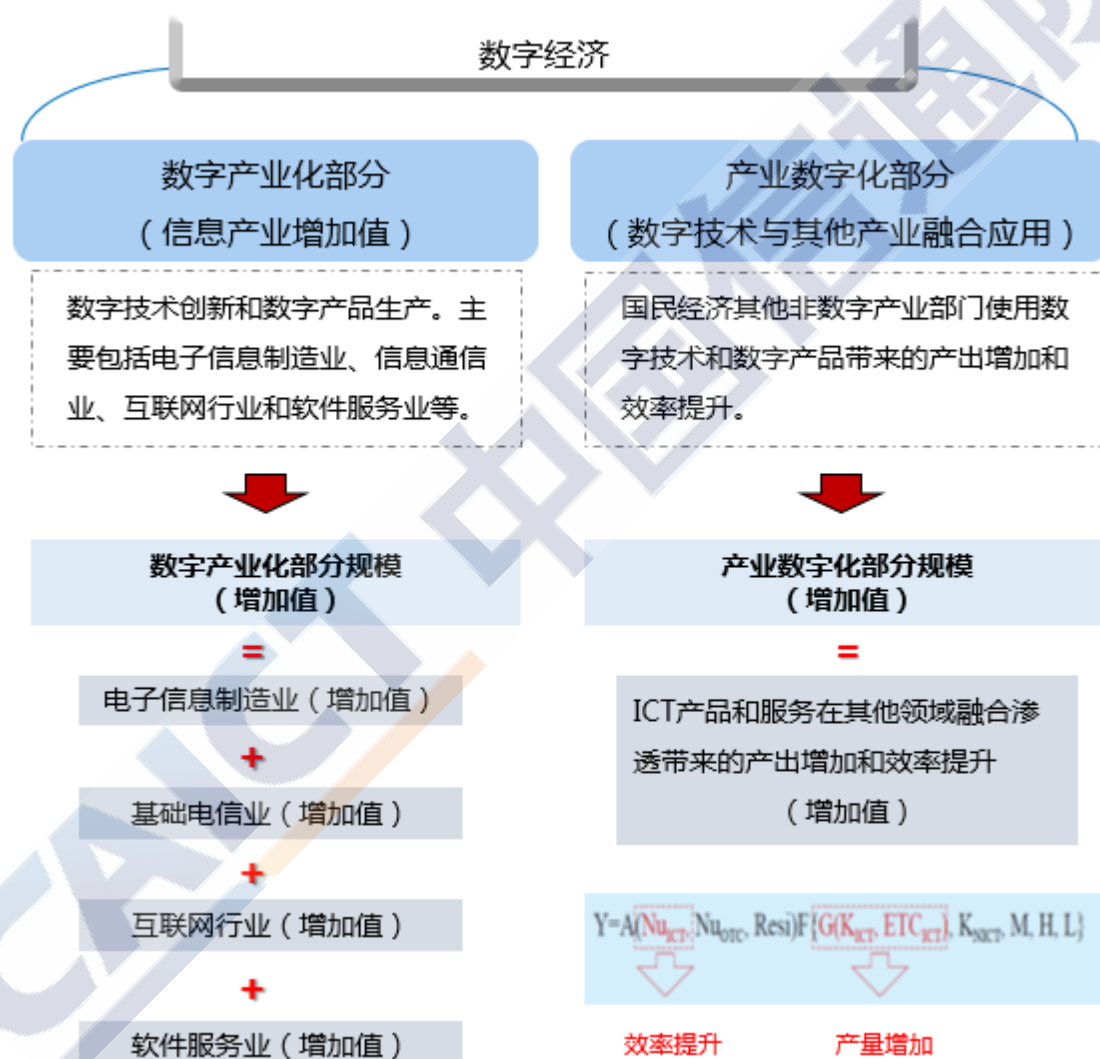 数字经济
数字产业化部分
（信息产业增加值）
数字技术创新和数字产品生产。主
要包括电子信息制造业、信息通信
业、互联网行业和软件服务业等。
数字产业化部分规模
（增加值）
=
电子信息制造业（增加值）
+
基础电信业（增加值）
+
互联网行业（增加值）
+
软件服务业（增加值）
产业数字化部分
（数字技术与其他产业融合应用）
国民经济其他非数字产业部门使用数
字技术和数字产品带来的产出增加和
效率提升。
产业数字化部分规模
（增加值）
=
ICT产品和服务在其他领域融合渗
透带来的产出增加和效率提升
（增加值）
Y=A(Nu_ICT, Nu_OTC, Resi)F{G(K_ICT, ETC_ICT), K_NICT, M, H, L}
效率提升 产量增加
CAICT 中国信通院